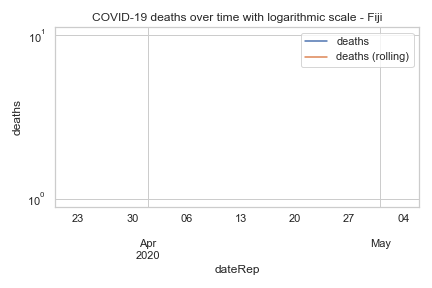 COVID-19 deaths over time with logarithmic scale - Fiji
deaths
deaths (rolling)
10¹
10⁰
deaths
23 30 06 13 20 27 04
Apr May
2020
dateRep